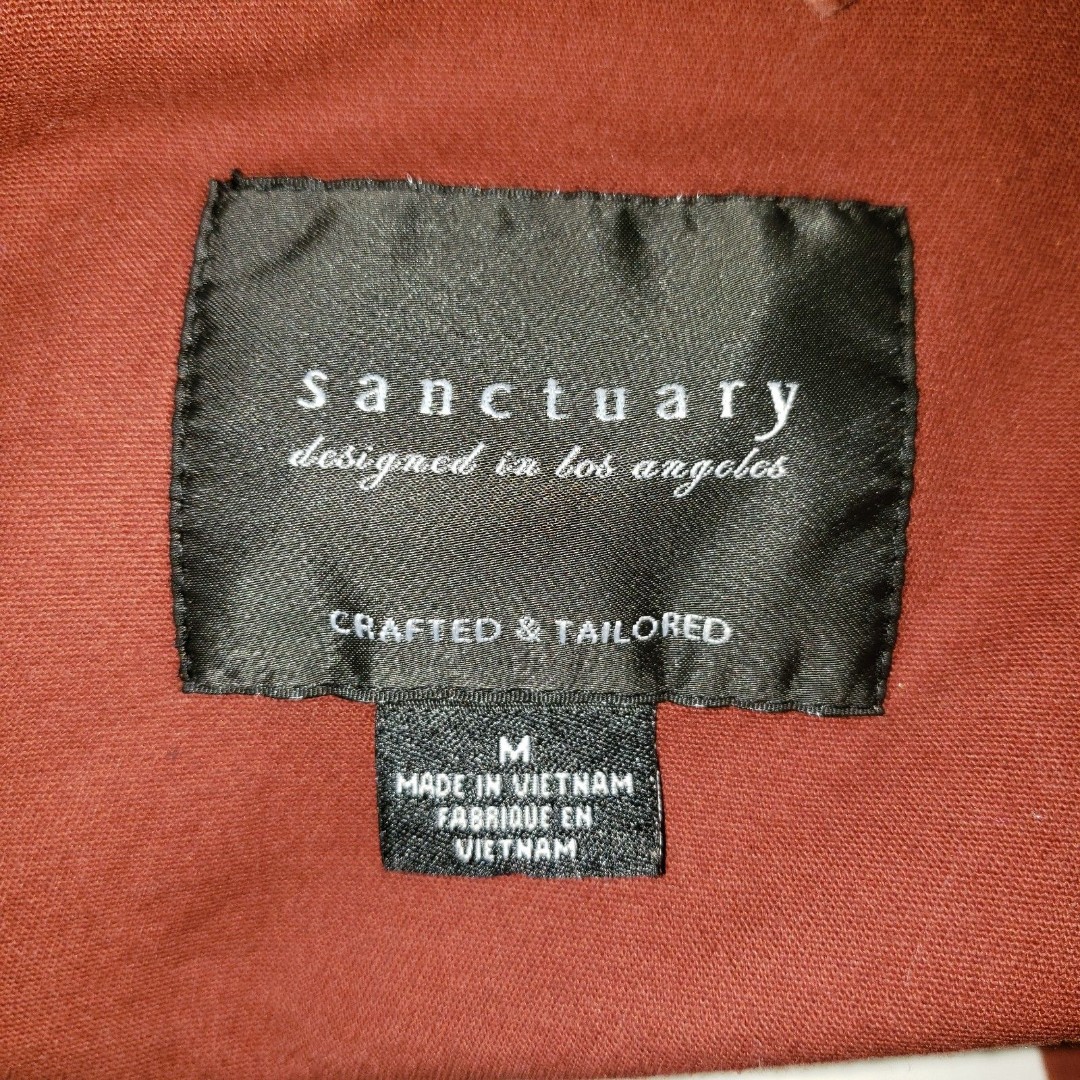 sanctuary
designed in los angeles
CRAFTED & TAILORED
M
MADE IN VIETNAM
FABRIQUE EN
VIETNAM